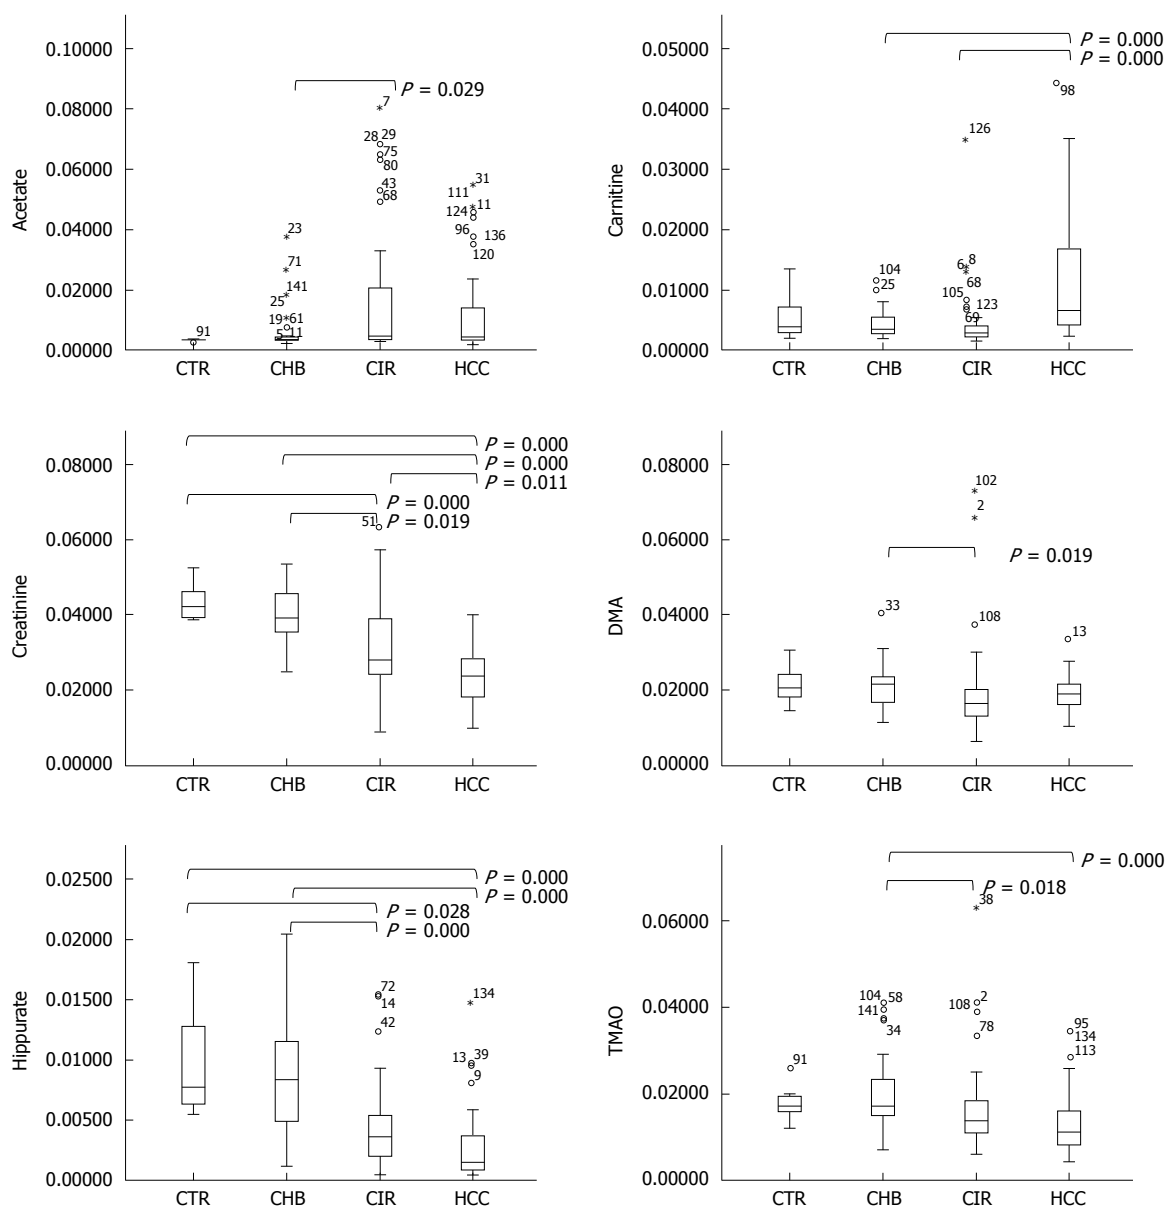 Acetate
0.10000
0.08000
0.06000
0.04000
0.02000
0.00000
P = 0.029
*7
28 29
75
80
43
68
23
71
141
25
19 61
5 11
91
31
111 *11
124
96 136
120
CTR CHB CIR HCC
Carnitine
0.05000
0.04000
0.03000
0.02000
0.01000
0.00000
P = 0.000
P = 0.000
98
*126
6 8
68
105 123
69
104
25
CTR CHB CIR HCC
Creatinine
0.08000
0.06000
0.04000
0.02000
0.00000
P = 0.000
P = 0.000
P = 0.011
P = 0.000
P = 0.019
51
CTR CHB CIR HCC
DMA
0.08000
0.06000
0.04000
0.02000
0.00000
*102
*2
P = 0.019
33
108
13
CTR CHB CIR HCC
Hippurate
0.02500
0.02000
0.01500
0.01000
0.00500
0.00000
P = 0.000
P = 0.000
P = 0.028
P = 0.000
72
14
42
*134
13 39
9
CTR CHB CIR HCC
TMAO
0.06000
0.04000
0.02000
0.00000
P = 0.000
P = 0.018
*38
104 58
141
34
108 2
78
95
134
113
91
CTR CHB CIR HCC